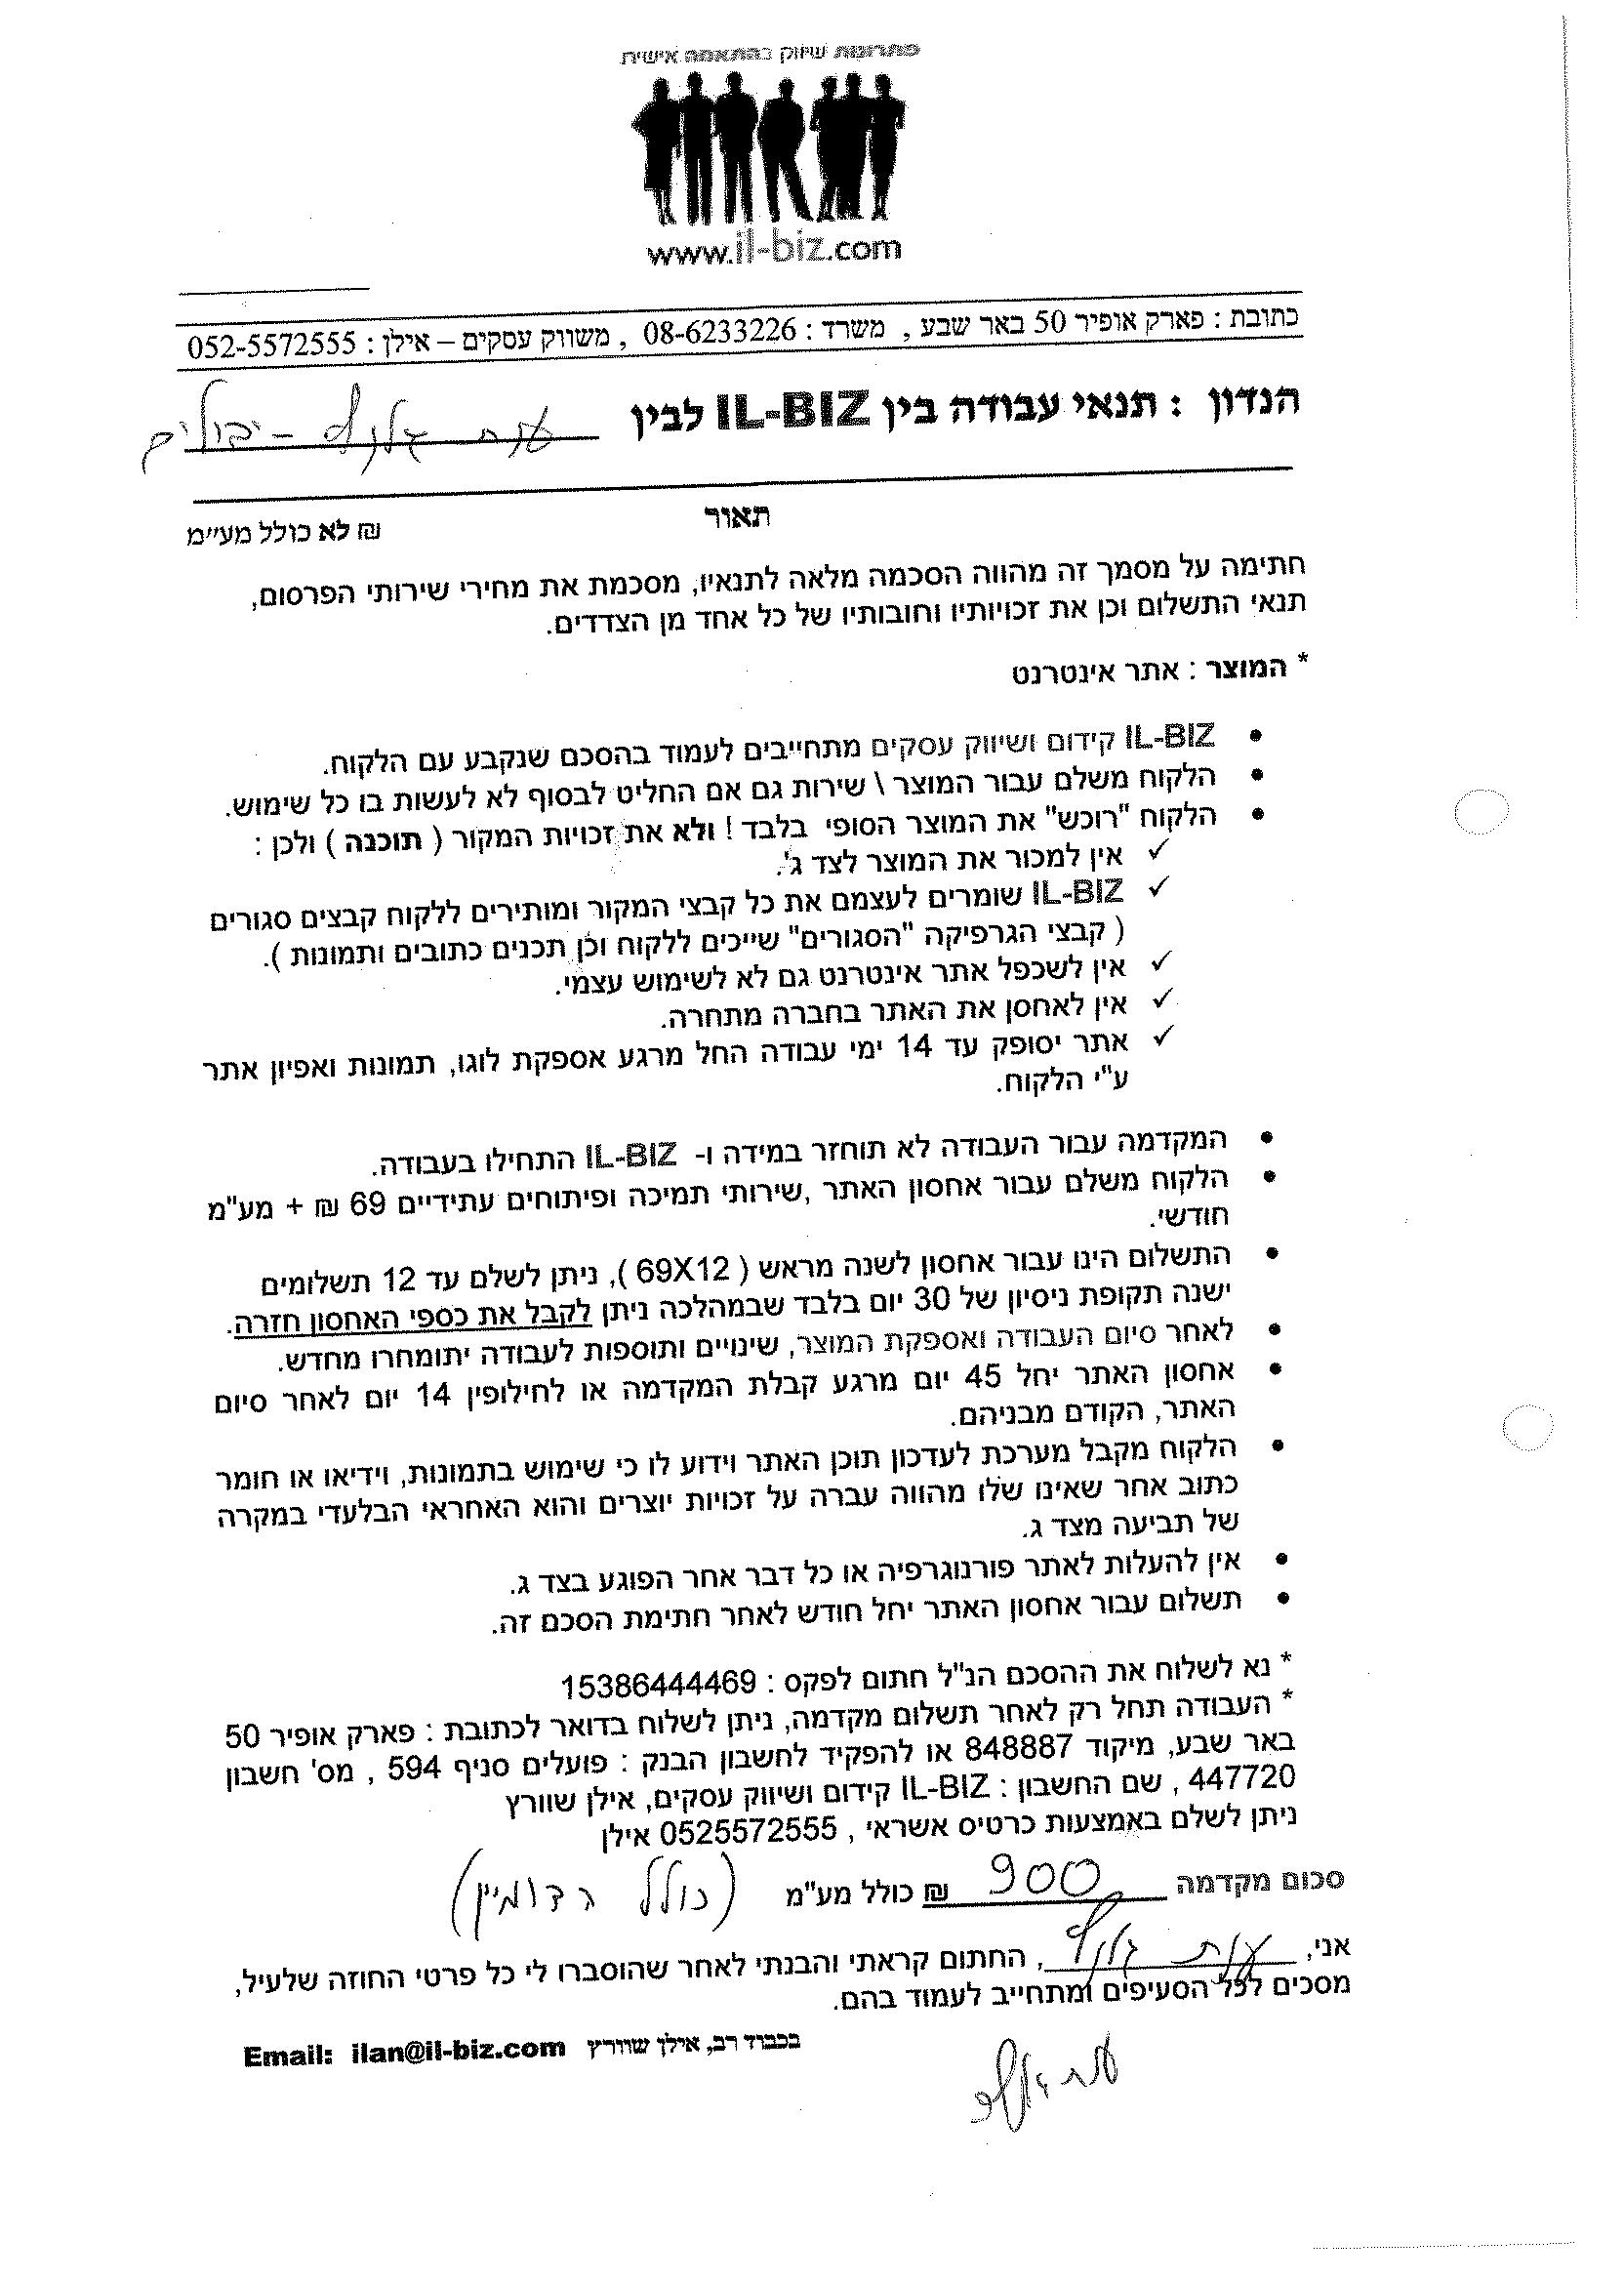 פתרונות שיווק בהתאמה אישית
www.il-biz.com
כתובת : פארק אופיר 50 באר שבע , משרד : 08-6233226 , משווק עסקים – אילן : 052-5572555
הנדון : תנאי עבודה בין IL-BIZ לבין ענת
תאור
₪ לא כולל מע״מ
חתימה על מסמך זה מהווה הסכמה מלאה לתנאיו, מסכמת את מחירי שירותי הפרסום,
תנאי התשלום וכן את זכויותיו וחובותיו של כל אחד מן הצדדים.
* המוצר : אתר אינטרנט
• IL-BIZ קידום ושיווק עסקים מתחייבים לעמוד בהסכם שנקבע עם הלקוח.
• הלקוח משלם עבור המוצר \ שירות גם אם החליט לבסוף לא לעשות בו כל שימוש.
• הלקוח "רוכש" את המוצר הסופי בלבד ! ולא את זכויות המקור ( תוכנה ) ולכן :
✓ אין למכור את המוצר לצד ג'.
✓ IL-BIZ שומרים לעצמם את כל קבצי המקור ומותירים ללקוח קבצים סגורים
( קבצי הגרפיקה "הסגורים" שייכים ללקוח וכן תכנים כתובים ותמונות ).
✓ אין לשכפל אתר אינטרנט גם לא לשימוש עצמי.
✓ אין לאחסן את האתר בחברה מתחרה.
✓ אתר יסופק עד 14 ימי עבודה החל מרגע אספקת לוגו, תמונות ואפיון אתר
ע"י הלקוח.
• המקדמה עבור העבודה לא תוחזר במידה ו- IL-BIZ התחילו בעבודה.
• הלקוח משלם עבור אחסון האתר ,שירותי תמיכה ופיתוחים עתידיים 69 ₪ + מע"מ
חודשי.
• התשלום הינו עבור אחסון לשנה מראש ( 69X12 ), ניתן לשלם עד 12 תשלומים
ישנה תקופת ניסיון של 30 יום בלבד שבמהלכה ניתן לקבל את כספי האחסון חזרה.
• לאחר סיום העבודה ואספקת המוצר, שינויים ותוספות לעבודה יתומחרו מחדש.
• אחסון האתר יחל 45 יום מרגע קבלת המקדמה או לחילופין 14 יום לאחר סיום
האתר, הקודם מבניהם.
• הלקוח מקבל מערכת לעדכון תוכן האתר וידוע לו כי שימוש בתמונות, וידיאו או חומר
כתוב אחר שאינו שלו מהווה עברה על זכויות יוצרים והוא האחראי הבלעדי במקרה
של תביעה מצד ג.
• אין להעלות לאתר פורנוגרפיה או כל דבר אחר הפוגע בצד ג.
• תשלום עבור אחסון האתר יחל חודש לאחר חתימת הסכם זה.
* נא לשלוח את ההסכם הנ"ל חתום לפקס : 15386444469
* העבודה תחל רק לאחר תשלום מקדמה, ניתן לשלוח בדואר לכתובת : פארק אופיר 50
באר שבע, מיקוד 848887 או להפקיד לחשבון הבנק : פועלים סניף 594 , מס' חשבון
447720 , שם החשבון : IL-BIZ קידום ושיווק עסקים, אילן שוורץ
ניתן לשלם באמצעות כרטיס אשראי , 0525572555 אילן
סכום מקדמה 900 ₪ כולל מע"מ (כולל הדומיין)
אני, ענת , החתום קראתי והבנתי לאחר שהוסברו לי כל פרטי החוזה שלעיל,
מסכים לכל הסעיפים ומתחייב לעמוד בהם.
בכבוד רב, אילן שוורץ Email: ilan@il-biz.com